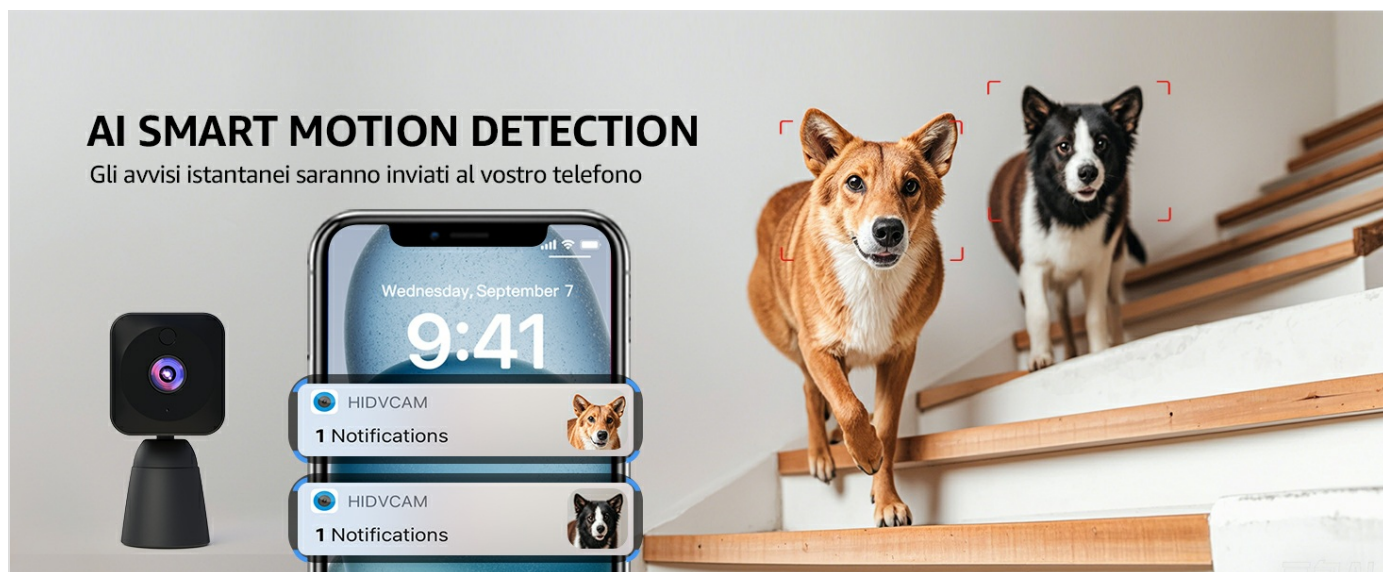 AI SMART MOTION DETECTION
Gli avvisi istantanei saranno inviati al vostro telefono
Wednesday, September 7
9:41
HIDVCAM
1 Notifications
HIDVCAM
1 Notifications